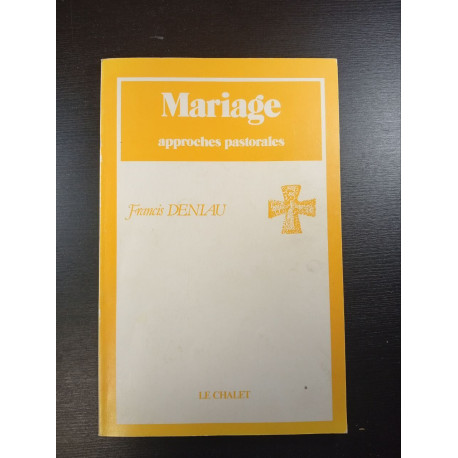 Mariage
approches pastorales
Francis DENIAU
LE CHALET